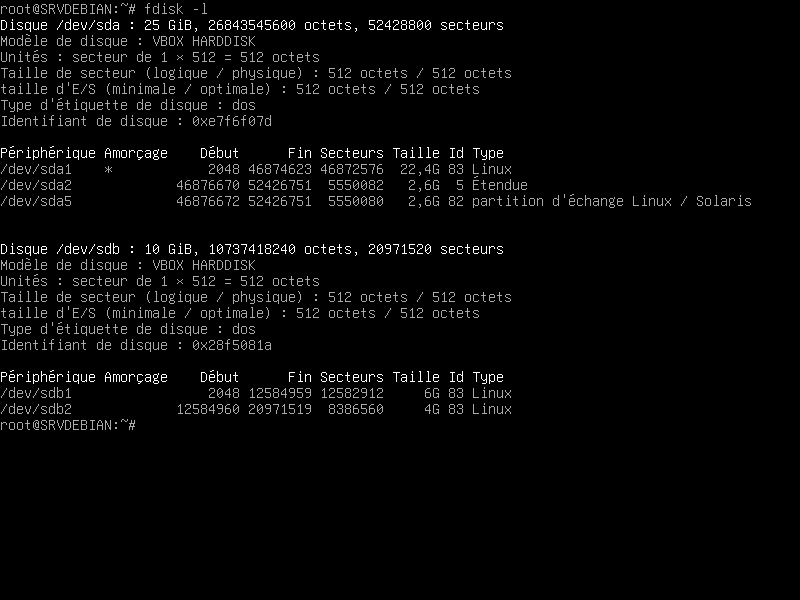 root@SRVDEBIAN:~# fdisk -l
Disque /dev/sda : 25 GiB, 26843545600 octets, 52428800 secteurs
Modèle de disque : VBOX HARDDISK
Unités : secteur de 1 × 512 = 512 octets
Taille de secteur (logique / physique) : 512 octets / 512 octets
taille d'E/S (minimale / optimale) : 512 octets / 512 octets
Type d'étiquette de disque : dos
Identifiant de disque : 0xe7f6f07d

Périphérique Amorçage    Début      Fin Secteurs Taille Id Type
/dev/sda1    *            2048 46874623 46872576  22,4G 83 Linux
/dev/sda2             46876670 52426751  5550082   2,6G  5 Étendue
/dev/sda5             46876672 52426751  5550080   2,6G 82 partition d'échange Linux / Solaris

Disque /dev/sdb : 10 GiB, 10737418240 octets, 20971520 secteurs
Modèle de disque : VBOX HARDDISK
Unités : secteur de 1 × 512 = 512 octets
Taille de secteur (logique / physique) : 512 octets / 512 octets
taille d'E/S (minimale / optimale) : 512 octets / 512 octets
Type d'étiquette de disque : dos
Identifiant de disque : 0x28f5081a

Périphérique Amorçage    Début      Fin Secteurs Taille Id Type
/dev/sdb1                 2048 12584959 12582912     6G 83 Linux
/dev/sdb2             12584960 20971519  8386560     4G 83 Linux
root@SRVDEBIAN:~#